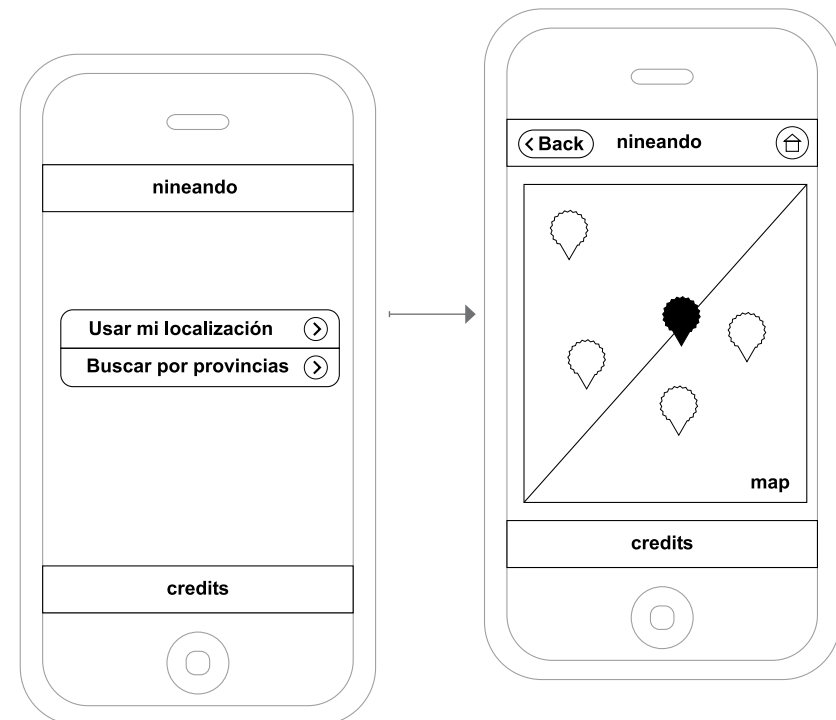 nineando
Usar mi localización
Buscar por provincias
credits
Back
nineando
map
credits